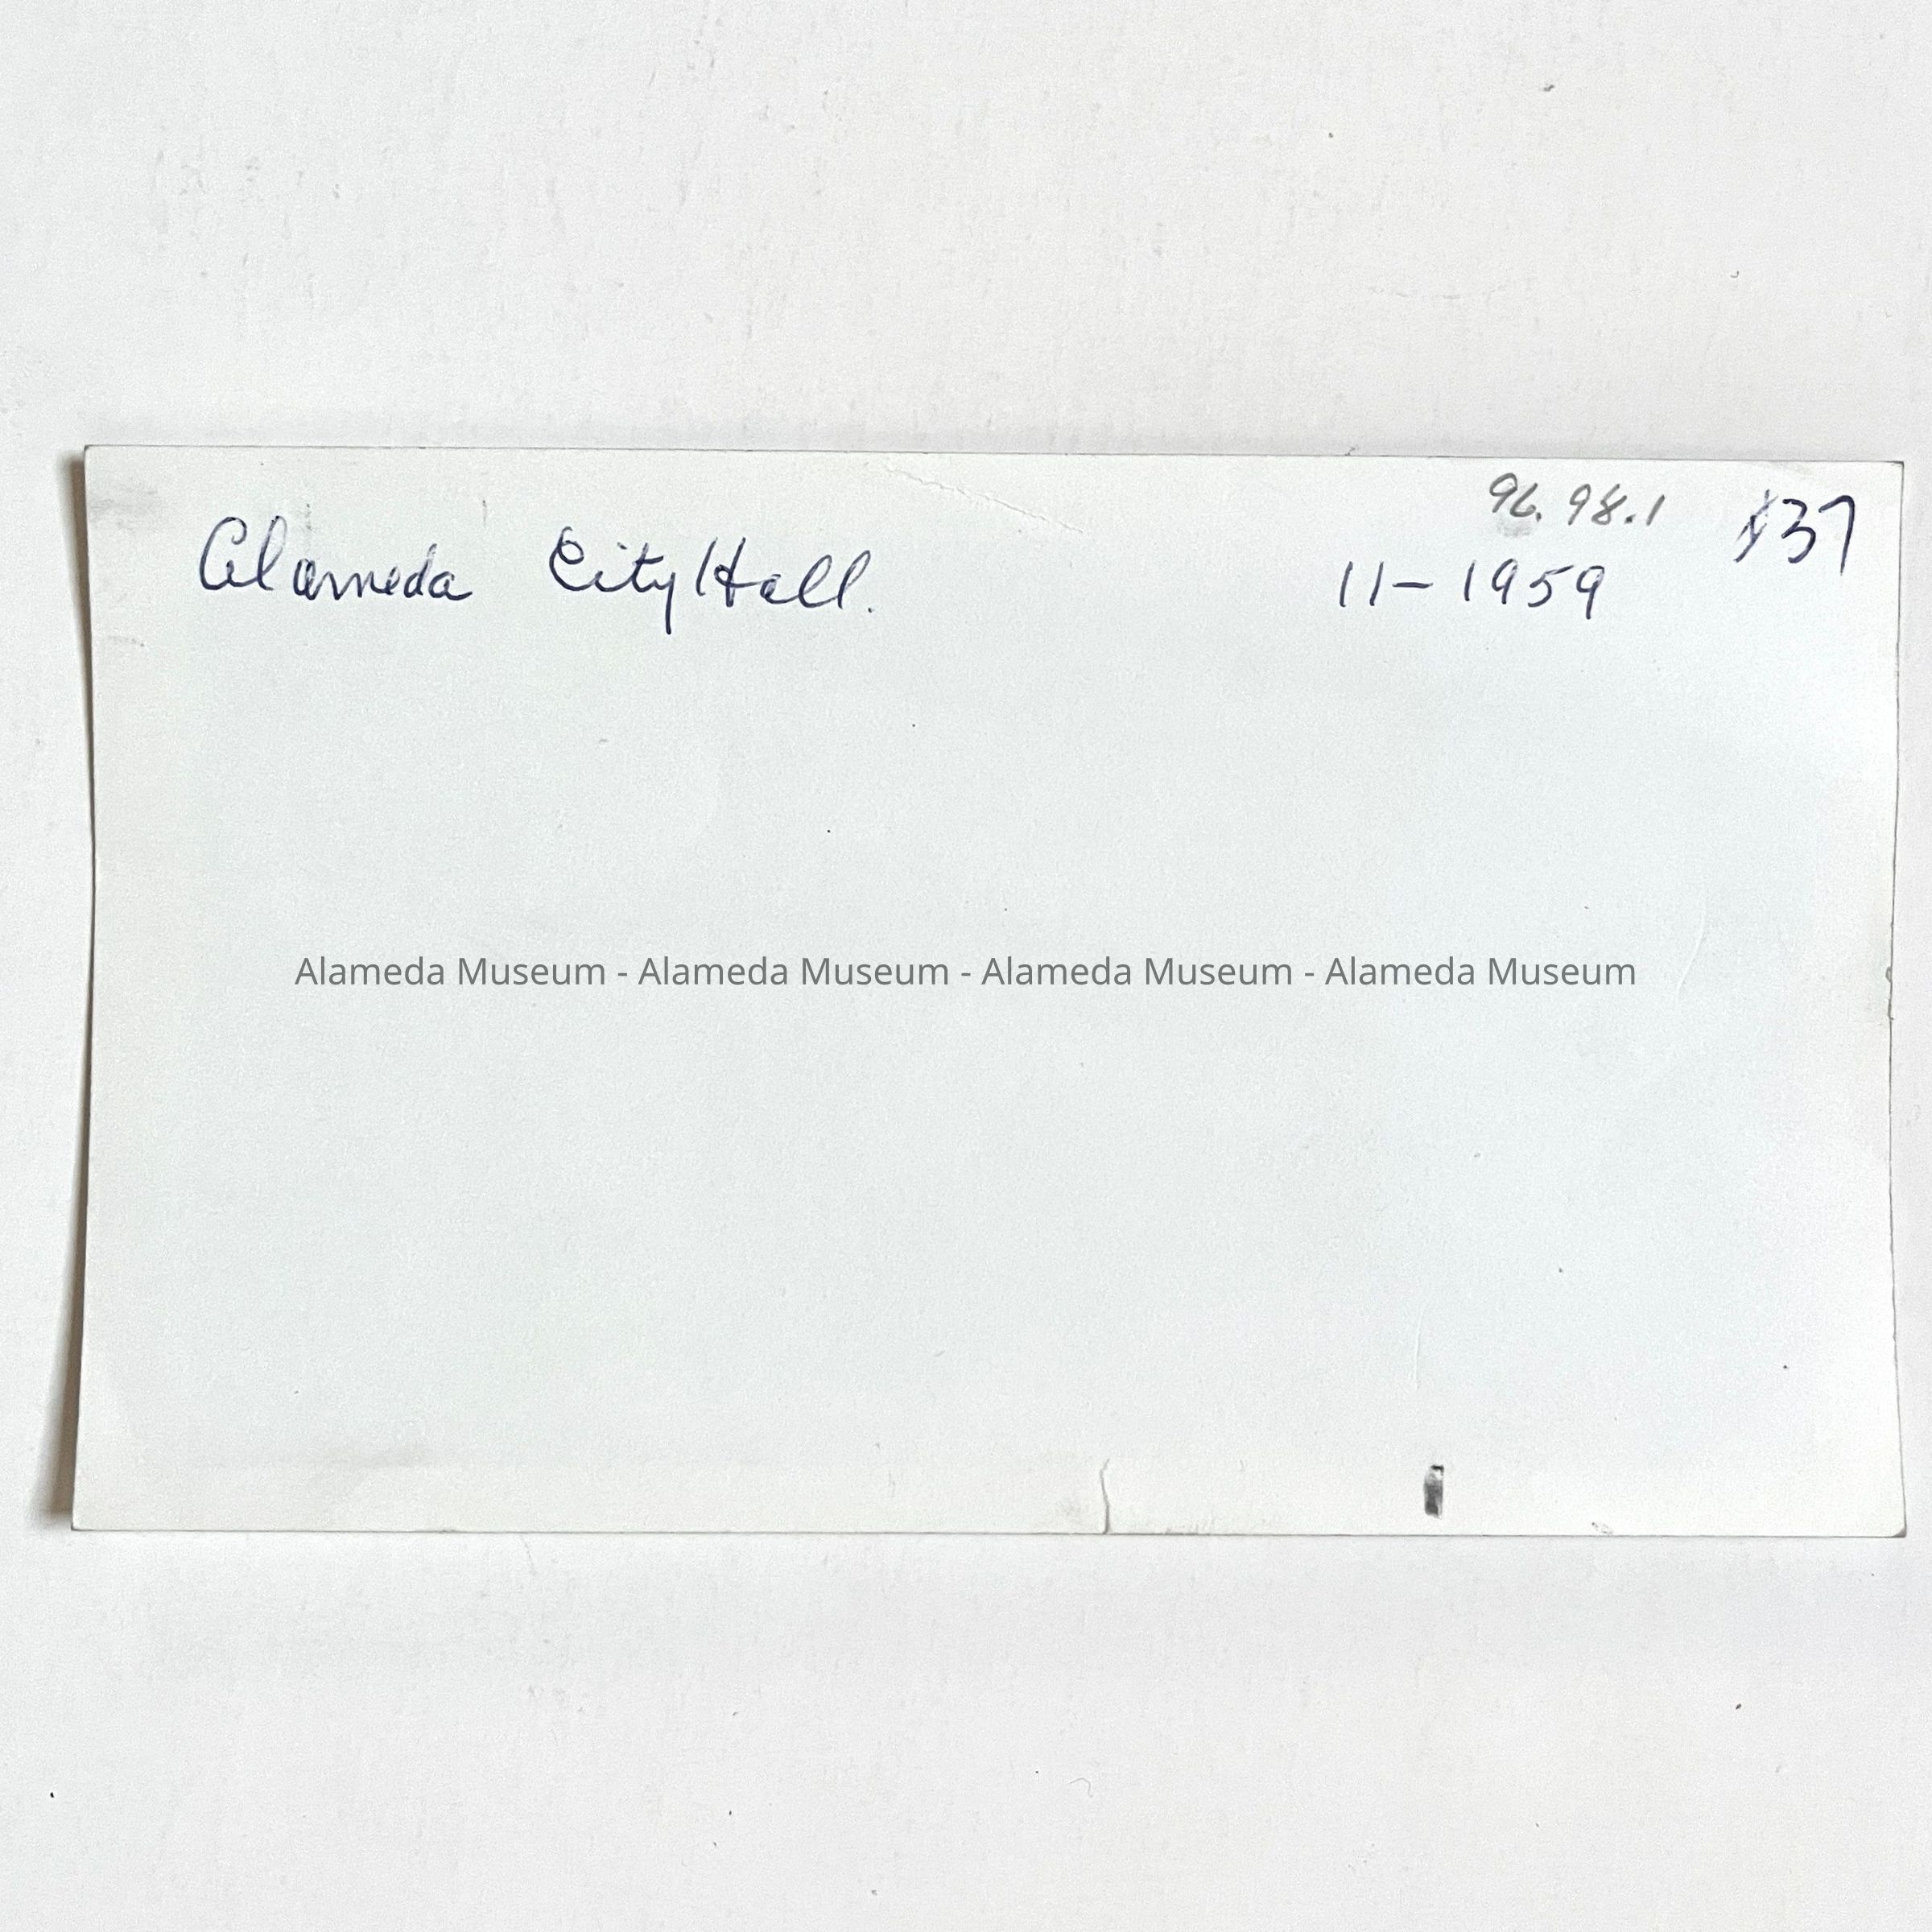 96.98.1
37
Alameda City Hall.
11-1959
Alameda Museum - Alameda Museum - Alameda Museum - Alameda Museum